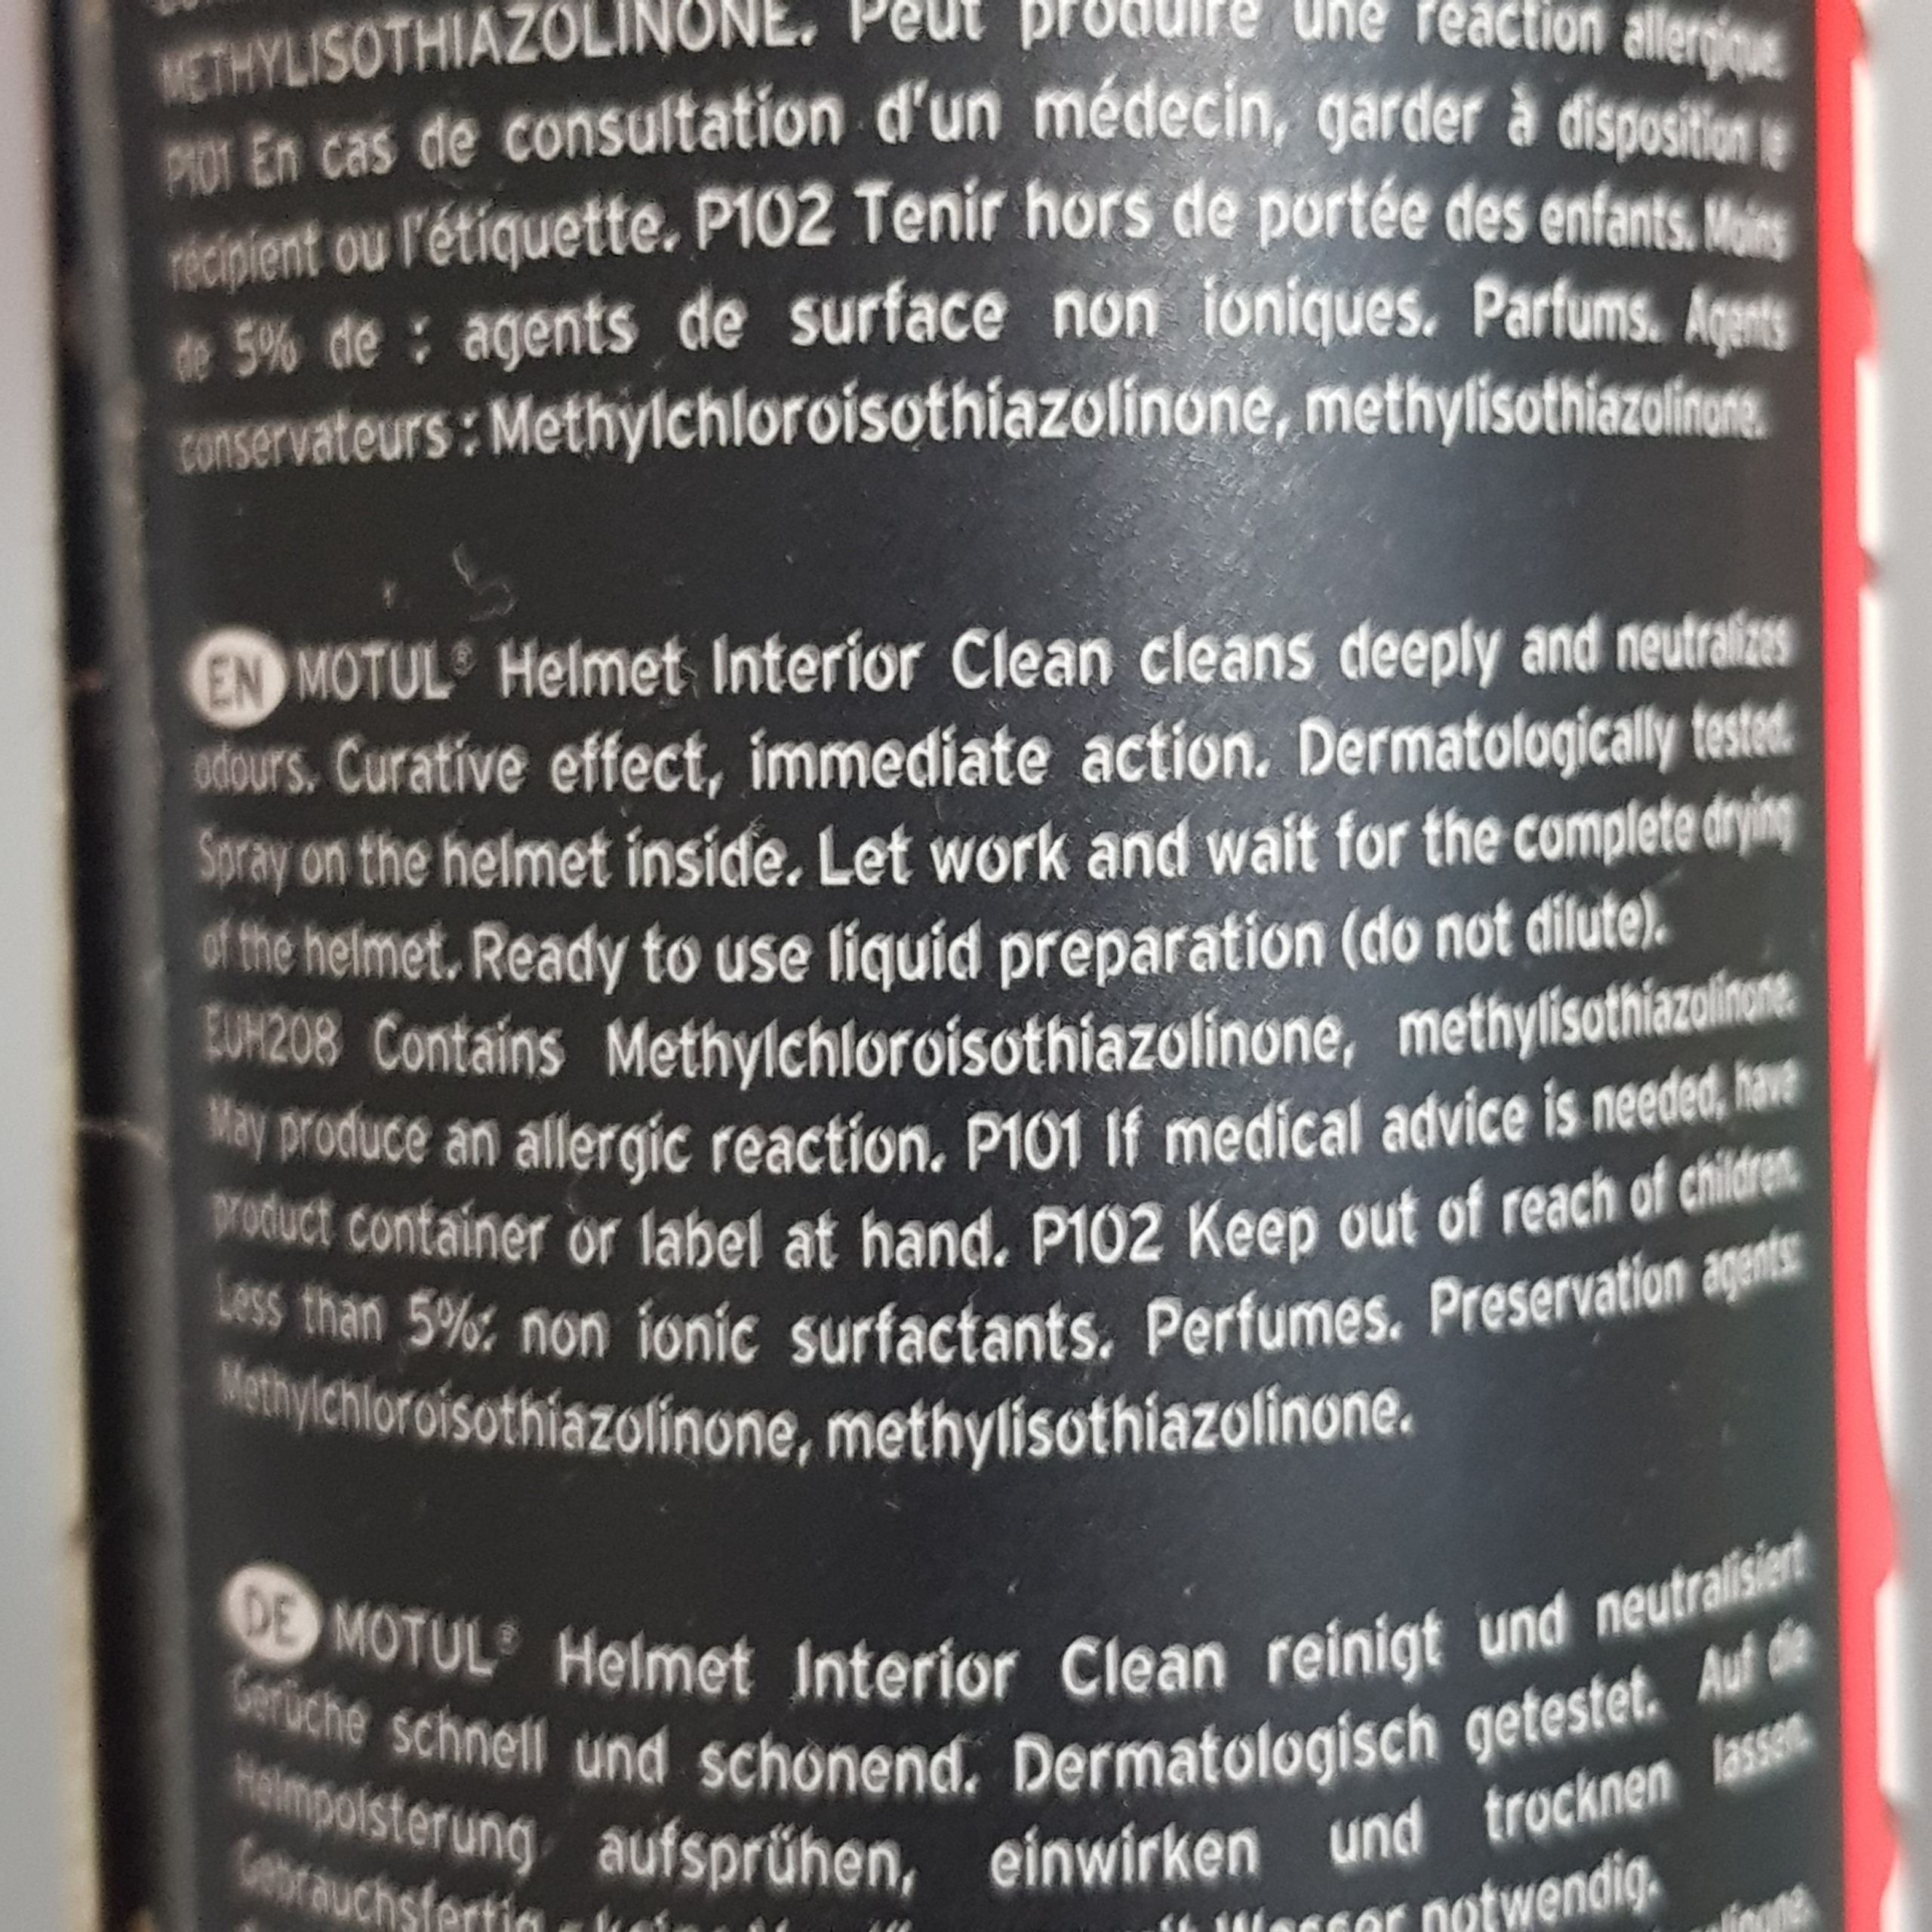 METHYLISOTHIAZOLINONE. Peut produire une réaction allergique.
P101 En cas de consultation d'un médecin, garder à disposition le
récipient ou l'étiquette. P102 Tenir hors de portée des enfants. Moins
de 5% de : agents de surface non ioniques. Parfums. Agents
conservateurs : Methylchloroisothiazolinone, methylisothiazolinone.
EN MOTUL® Helmet Interior Clean cleans deeply and neutralizes
odours. Curative effect, immediate action. Dermatologically tested.
Spray on the helmet inside. Let work and wait for the complete drying
of the helmet. Ready to use liquid preparation (do not dilute).
EUH208 Contains Methylchloroisothiazolinone, methylisothiazolinone.
May produce an allergic reaction. P101 If medical advice is needed, have
product container or label at hand. P102 Keep out of reach of children.
Less than 5%: non ionic surfactants. Perfumes. Preservation agents:
Methylchloroisothiazolinone, methylisothiazolinone.
DE MOTUL® Helmet Interior Clean reinigt und neutralisiert
Gerüche schnell und schonend. Dermatologisch getestet. Auf die
Helmpolsterung aufsprühen, einwirken und trocknen lassen.
Gebrauchsfertig - Wasser notwendig.